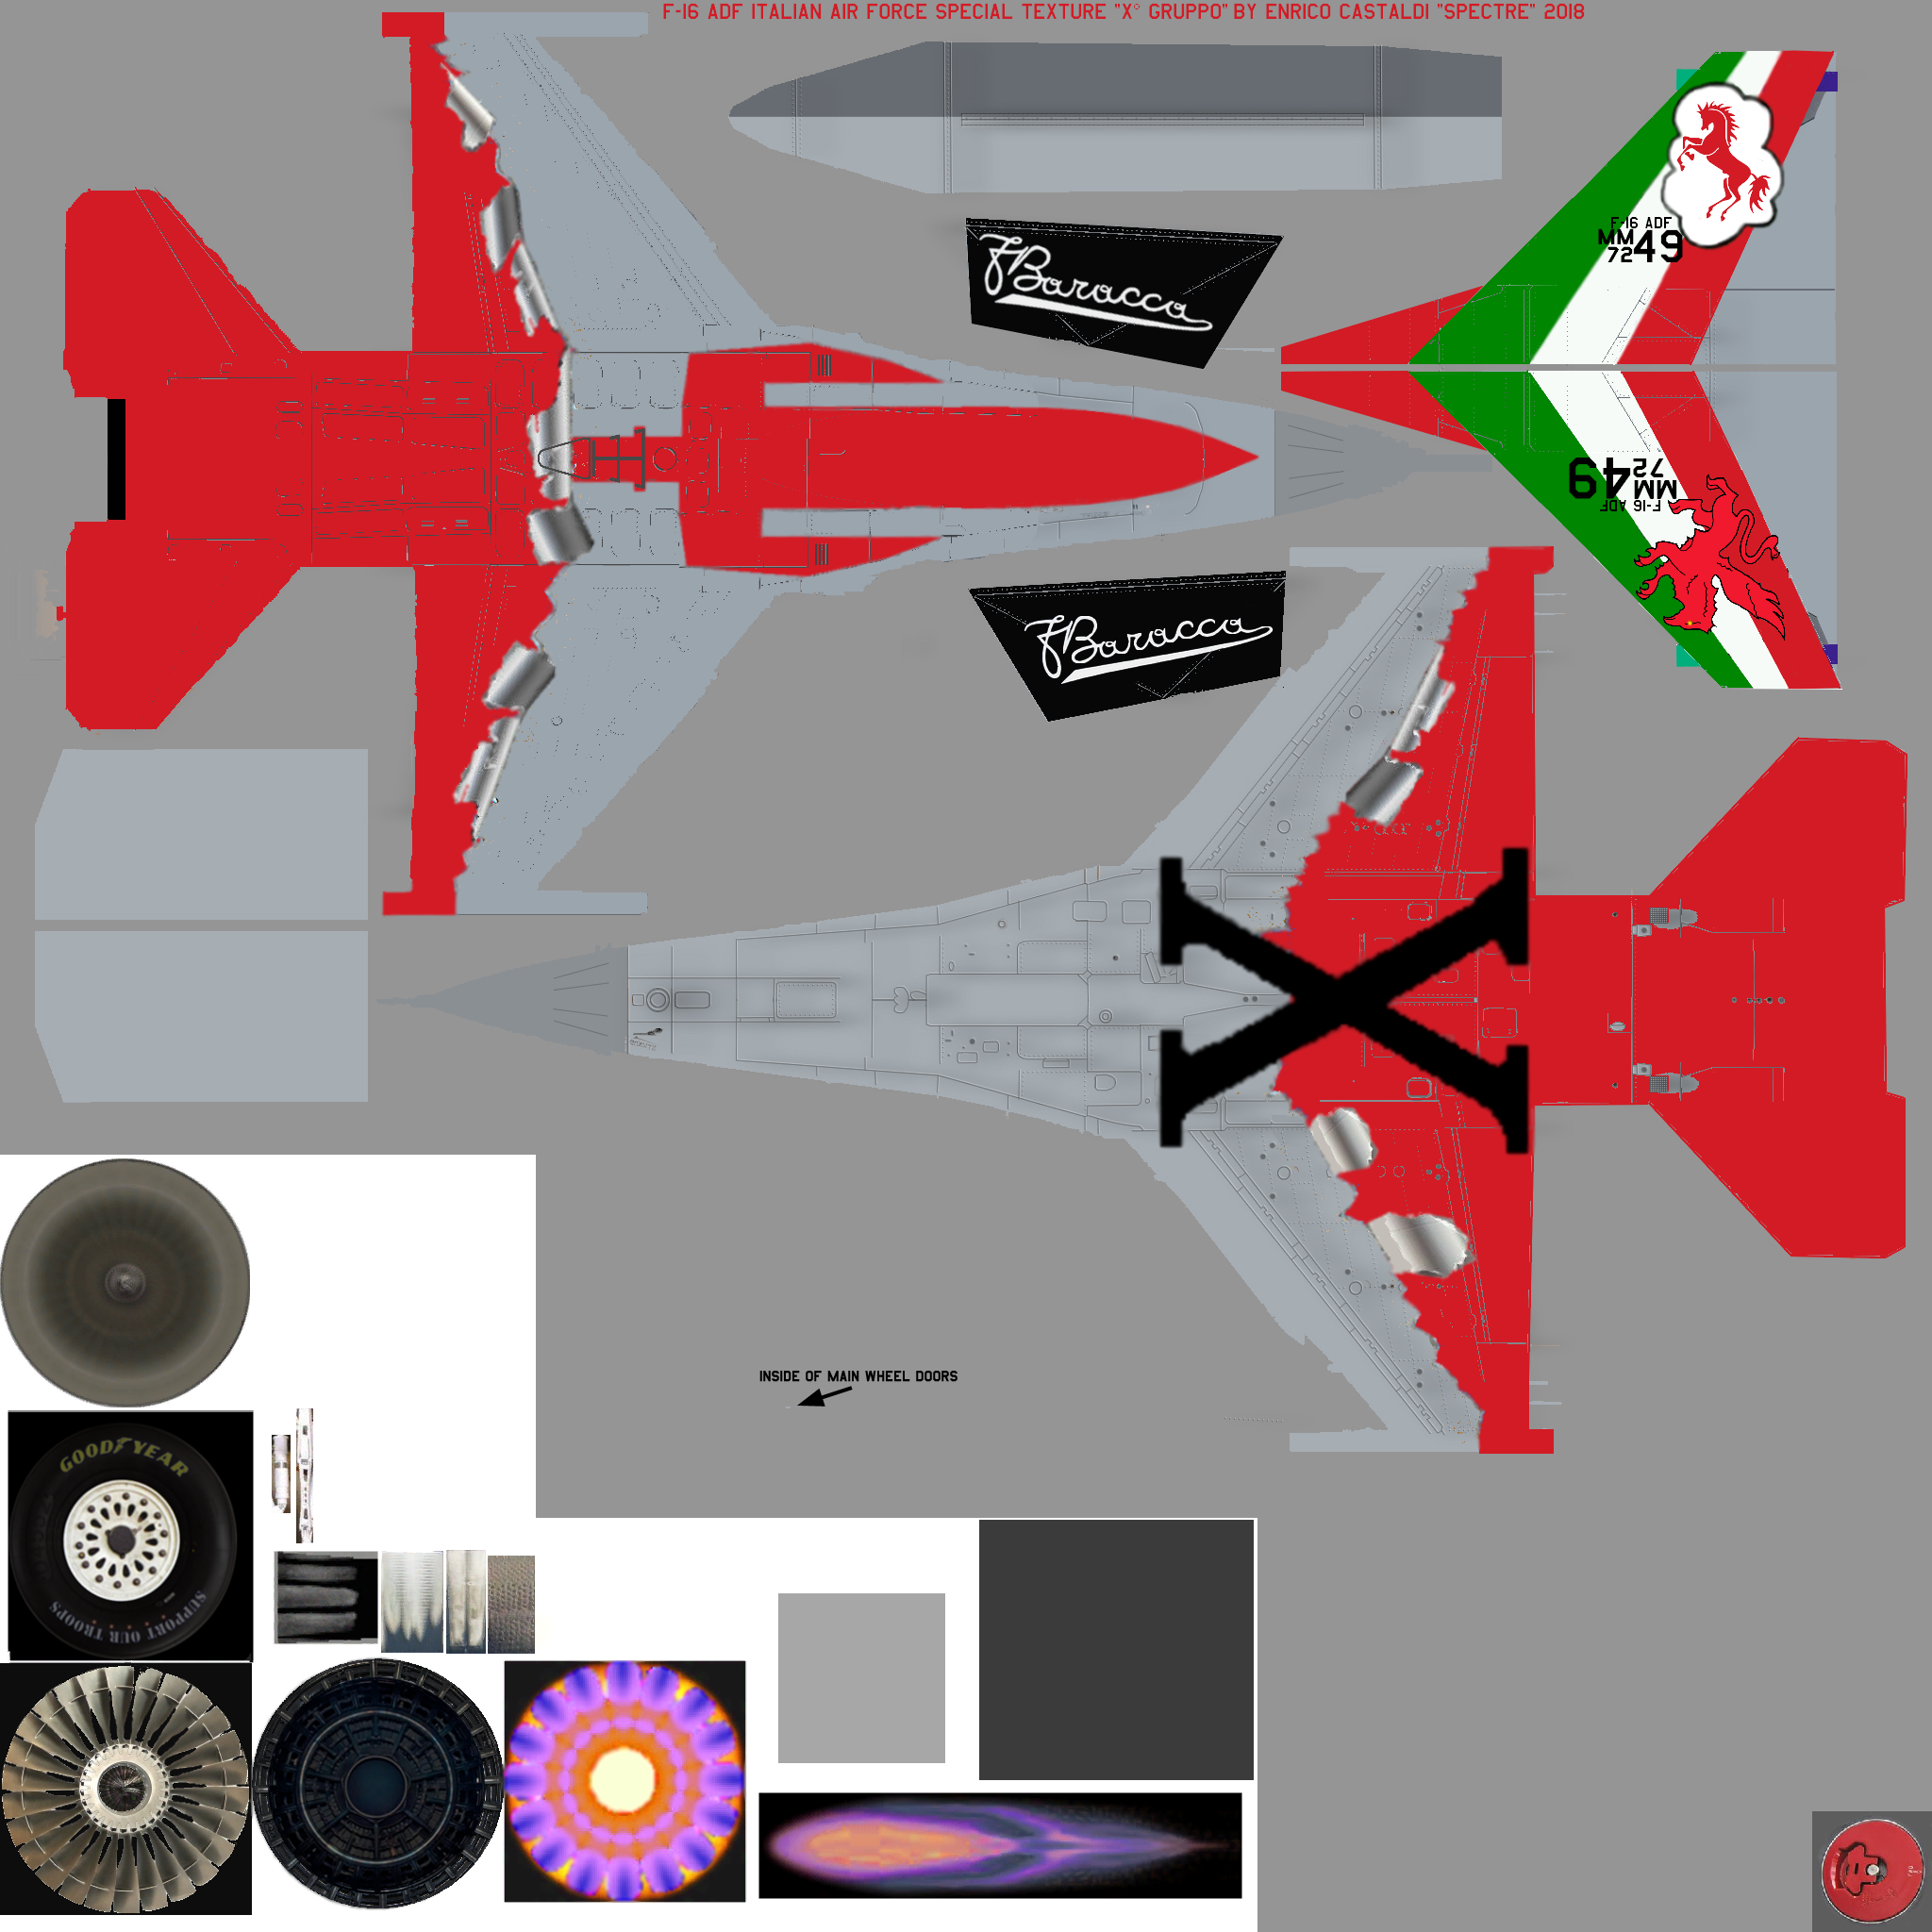 F-16 ADF ITALIAN AIR FORCE SPECIAL TEXTURE "X° GRUPPO" BY ENRICO CASTALDI "SPECTRE" 2018
F-16 ADF
MM
72
49
F Baracca
MM
72
49
F-16 ADF
F Baracca
X
INSIDE OF MAIN WHEEL DOORS
GOODYEAR
SUPPORT OUR TROOPS